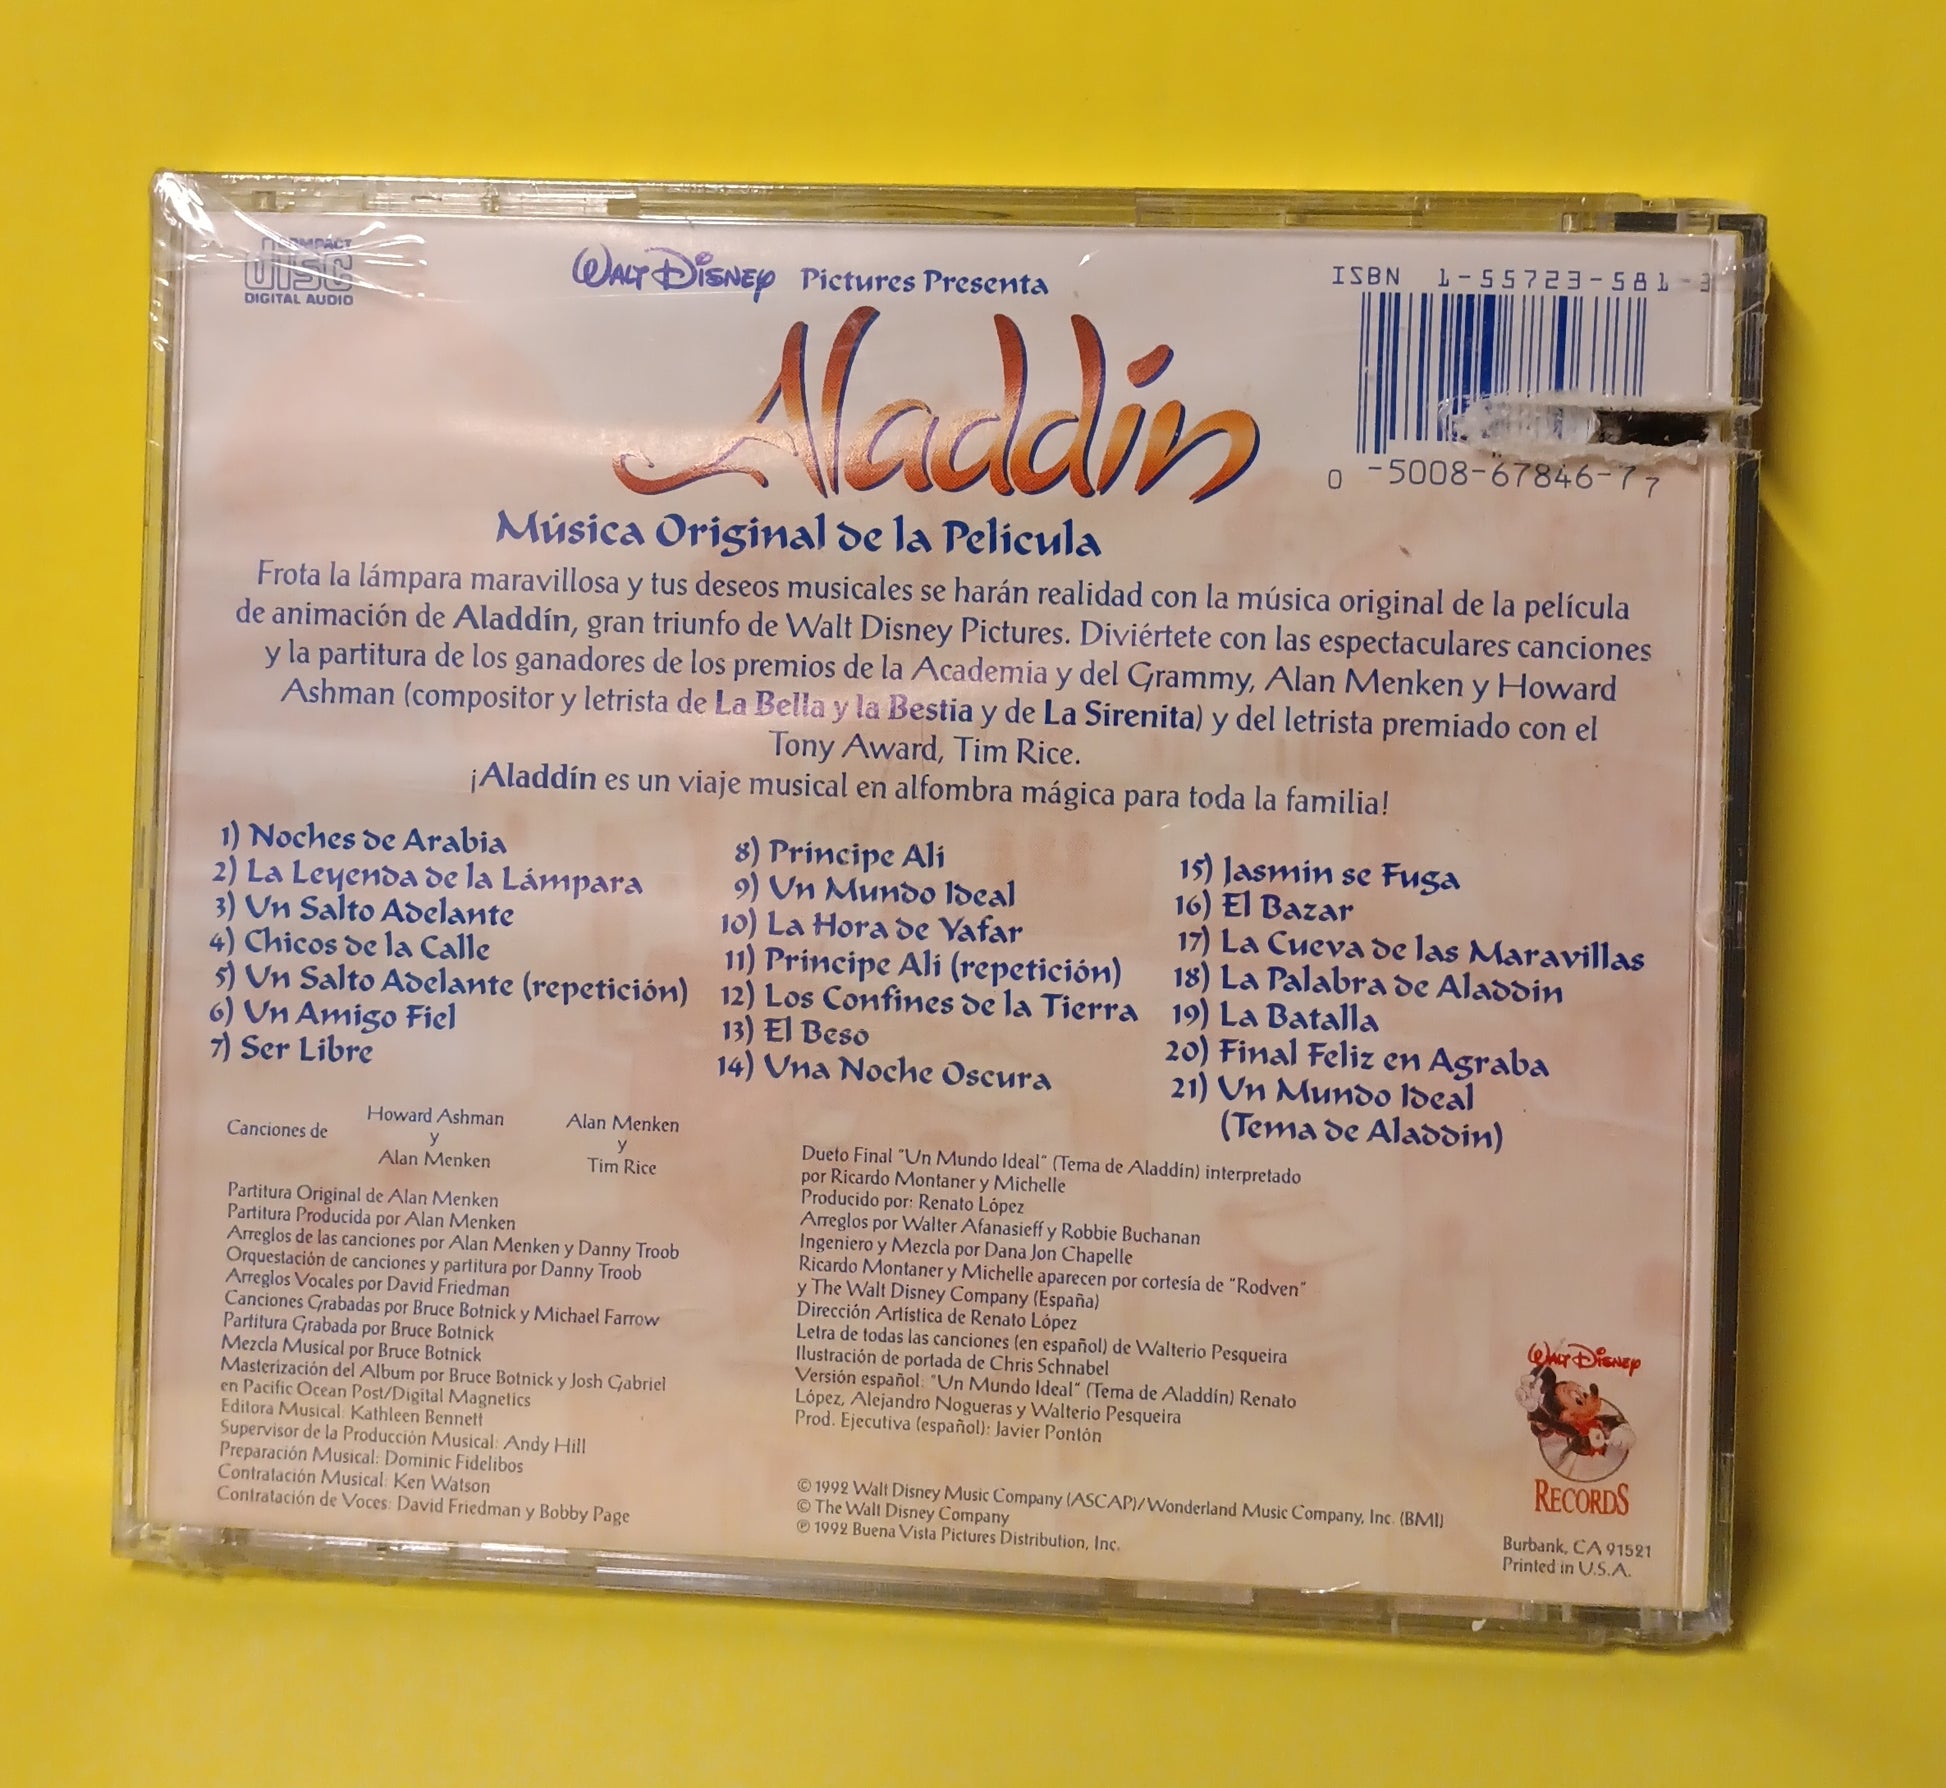 COMPACT
DISC
DIGITAL AUDIO
Walt Disney Pictures Presenta
ISBN 1-55723-581-3
Aladdin
0 -5008-67846-7 7
Música Original de la Película
Frota la lámpara maravillosa y tus deseos musicales se harán realidad con la música original de la película
de animación de Aladdín, gran triunfo de Walt Disney Pictures. Diviértete con las espectaculares canciones
y la partitura de los ganadores de los premios de la Academia y del Grammy, Alan Menken y Howard
Ashman (compositor y letrista de La Bella y la Bestia y de La Sirenita) y del letrista premiado con el
Tony Award, Tim Rice.
¡Aladdín es un viaje musical en alfombra mágica para toda la familia!
1) Noches de Arabia
2) La Leyenda de la Lámpara
3) Un Salto Adelante
4) Chicos de la Calle
5) Un Salto Adelante (repetición)
6) Un Amigo Fiel
7) Ser Libre
8) Principe Ali
9) Un Mundo Ideal
10) La Hora de Yafar
11) Principe Ali (repetición)
12) Los Confines de la Tierra
13) El Beso
14) Una Noche Oscura
15) Jasmin se Fuga
16) El Bazar
17) La Cueva de las Maravillas
18) La Palabra de Aladdin
19) La Batalla
20) Final Feliz en Agraba
21) Un Mundo Ideal
(Tema de Aladdin)
Canciones de
Howard Ashman
y
Alan Menken
Alan Menken
y
Tim Rice
Partitura Original de Alan Menken
Partitura Producida por Alan Menken
Arreglos de las canciones por Alan Menken y Danny Troob
Orquestación de canciones y partitura por Danny Troob
Arreglos Vocales por David Friedman
Canciones Grabadas por Bruce Botnick y Michael Farrow
Partitura Grabada por Bruce Botnick
Mezcla Musical por Bruce Botnick
Masterización del Album por Bruce Botnick y Josh Gabriel
en Pacific Ocean Post/Digital Magnetics
Editora Musical: Kathleen Bennett
Supervisor de la Producción Musical: Andy Hill
Preparación Musical: Dominic Fidelibos
Contratación Musical: Ken Watson
Contratación de Voces: David Friedman y Bobby Page
Dueto Final "Un Mundo Ideal" (Tema de Aladdín) interpretado
por Ricardo Montaner y Michelle
Producido por: Renato López
Arreglos por Walter Afanasieff y Robbie Buchanan
Ingeniero y Mezcla por Dana Jon Chapelle
Ricardo Montaner y Michelle aparecen por cortesía de "Rodven"
y The Walt Disney Company (España)
Dirección Artística de Renato López
Letra de todas las canciones (en español) de Walterio Pesqueira
Ilustración de portada de Chris Schnabel
Versión español: "Un Mundo Ideal" (Tema de Aladdín) Renato
López, Alejandro Nogueras y Walterio Pesqueira
Prod. Ejecutiva (español): Javier Pontón
© 1992 Walt Disney Music Company (ASCAP)/Wonderland Music Company, Inc. (BMI)
© The Walt Disney Company
℗ 1992 Buena Vista Pictures Distribution, Inc.
Walt Disney
RECORDS
Burbank, CA 91521
Printed in U.S.A.